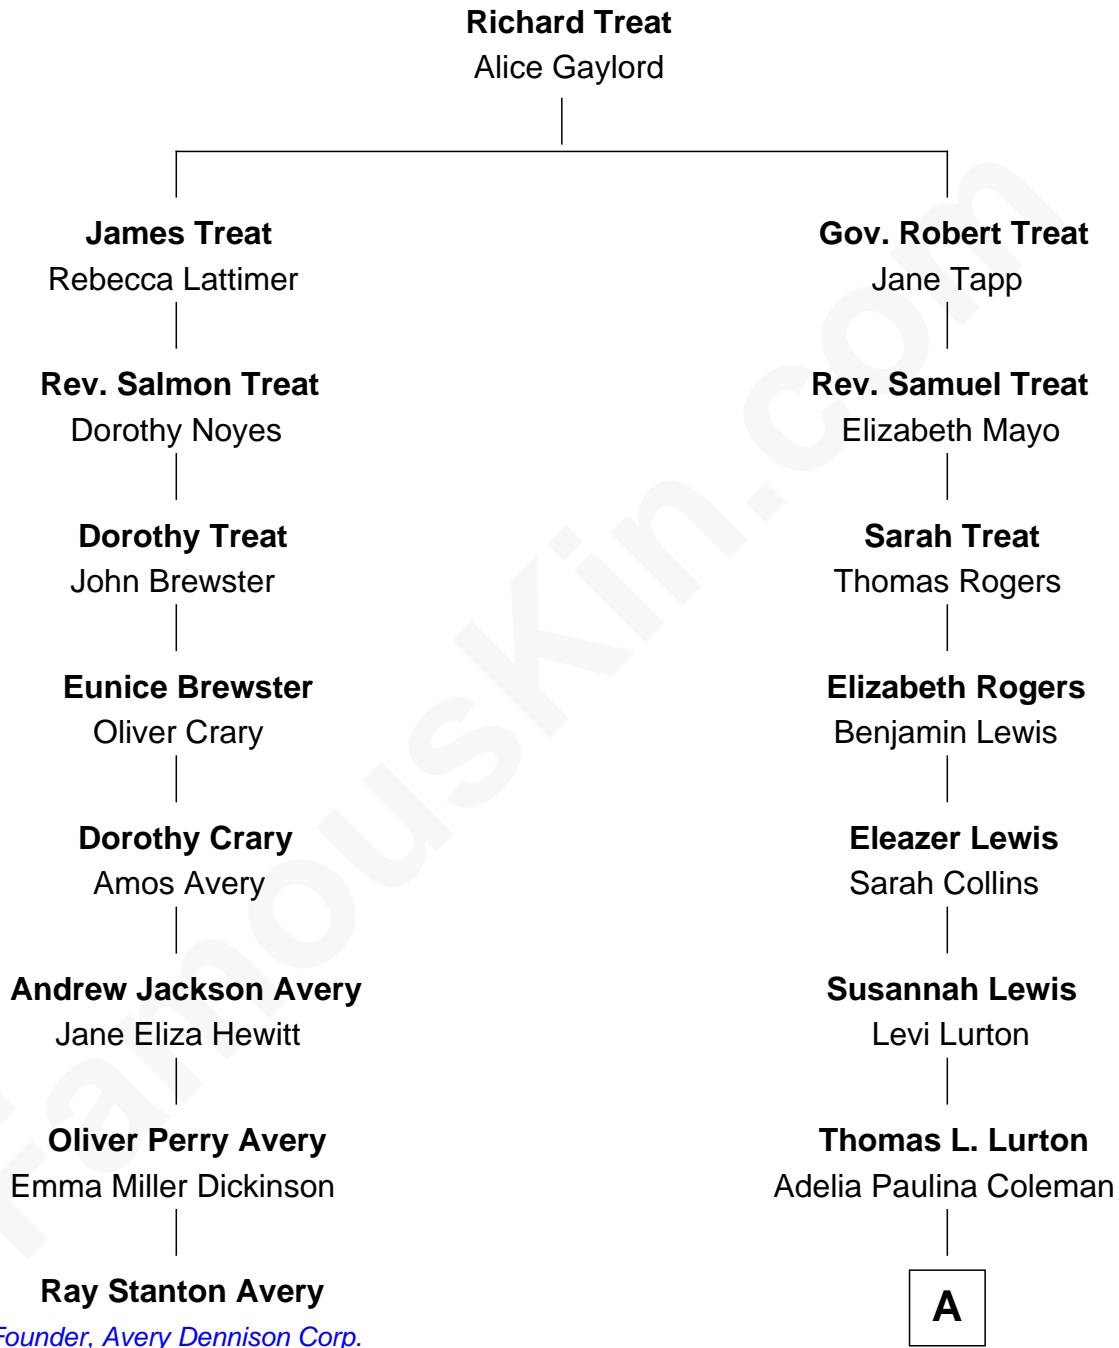 Richard Treat
Alice Gaylord
James Treat
Rebecca Lattimer
Gov. Robert Treat
Jane Tapp
Rev. Salmon Treat
Dorothy Noyes
Rev. Samuel Treat
Elizabeth Mayo
Dorothy Treat
John Brewster
Sarah Treat
Thomas Rogers
Eunice Brewster
Oliver Crary
Elizabeth Rogers
Benjamin Lewis
Dorothy Crary
Amos Avery
Eleazer Lewis
Sarah Collins
Andrew Jackson Avery
Jane Eliza Hewitt
Susannah Lewis
Levi Lurton
Oliver Perry Avery
Emma Miller Dickinson
Thomas L. Lurton
Adelia Paulina Coleman
Ray Stanton Avery
Founder, Avery Dennison Corp.
A
FamousKin.com